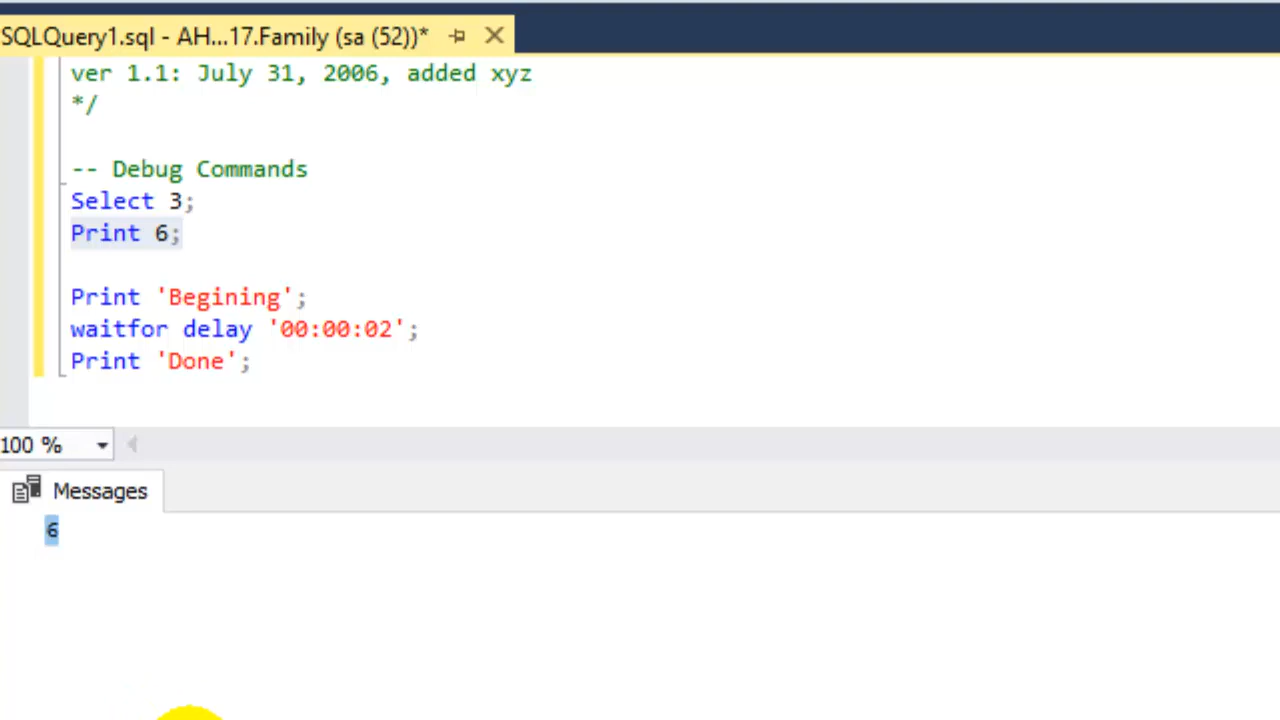 SQLQuery1.sql - AH...17.Family (sa (52))*
ver 1.1: July 31, 2006, added xyz
*/
-- Debug Commands
Select 3;
Print 6;
Print 'Begining';
waitfor delay '00:00:02';
Print 'Done';
100 %
Messages
6